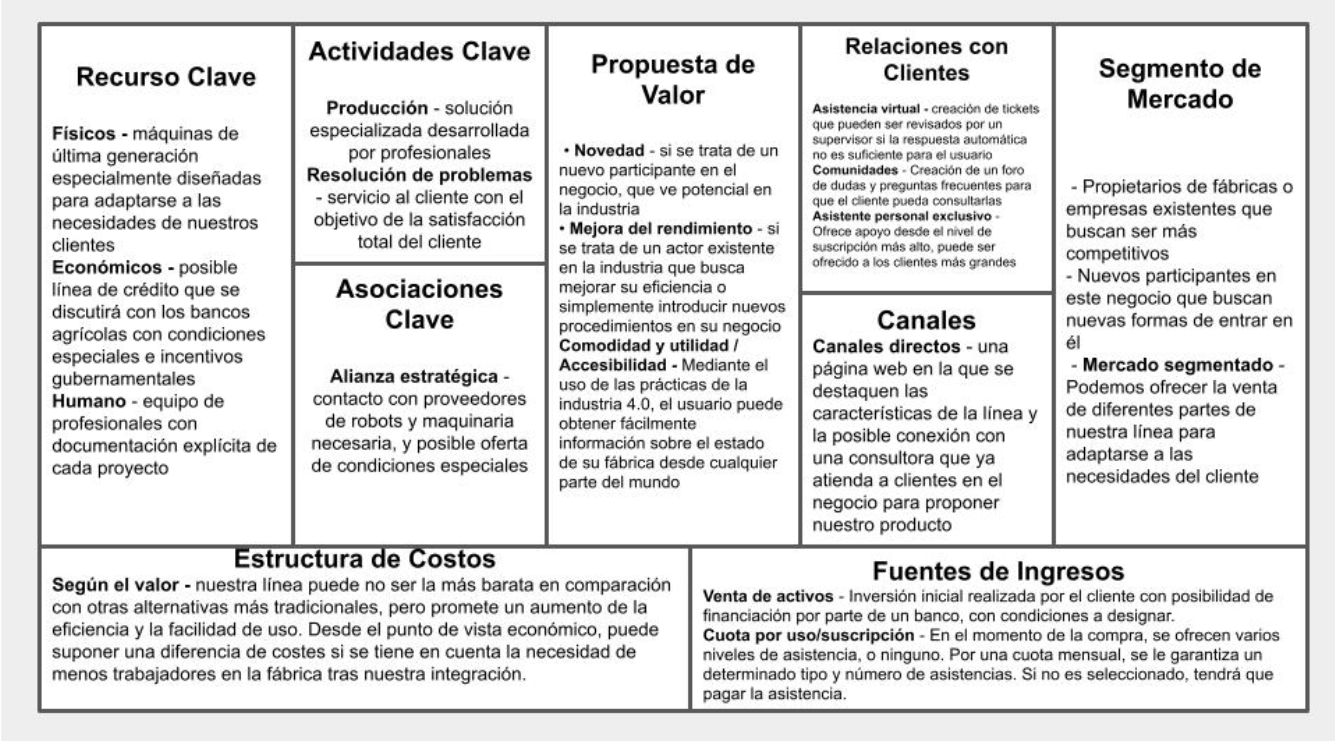 Recurso Clave
Físicos - máquinas de
última generación
especialmente diseñadas
para adaptarse a las
necesidades de nuestros
clientes
Económicos - posible
línea de crédito que se
discutirá con los bancos
agrícolas con condiciones
especiales e incentivos
gubernamentales
Humano - equipo de
profesionales con
documentación explícita de
cada proyecto
Actividades Clave
Producción - solución
especializada desarrollada
por profesionales
Resolución de problemas
- servicio al cliente con el
objetivo de la satisfacción
total del cliente
Asociaciones
Clave
Alianza estratégica -
contacto con proveedores
de robots y maquinaria
necesaria, y posible oferta
de condiciones especiales
Propuesta de
Valor
• Novedad - si se trata de un
nuevo participante en el
negocio, que ve potencial en
la industria
• Mejora del rendimiento - si
se trata de un actor existente
en la industria que busca
mejorar su eficiencia o
simplemente introducir nuevos
procedimientos en su negocio
Comodidad y utilidad /
Accesibilidad - Mediante el
uso de las prácticas de la
industria 4.0, el usuario puede
obtener fácilmente
información sobre el estado
de su fábrica desde cualquier
parte del mundo
Relaciones con
Clientes
Asistencia virtual - creación de tickets
que pueden ser revisados por un
supervisor si la respuesta automática
no es suficiente para el usuario
Comunidades - Creación de un foro
de dudas y preguntas frecuentes para
que el cliente pueda consultarlas
Asistente personal exclusivo -
Ofrece apoyo desde el nivel de
suscripción más alto, puede ser
ofrecido a los clientes más grandes
Canales
Canales directos - una
página web en la que se
destaquen las
características de la línea y
la posible conexión con
una consultora que ya
atienda a clientes en el
negocio para proponer
nuestro producto
Segmento de
Mercado
- Propietarios de fábricas o
empresas existentes que
buscan ser más
competitivos
- Nuevos participantes en
este negocio que buscan
nuevas formas de entrar en
él
- Mercado segmentado -
Podemos ofrecer la venta
de diferentes partes de
nuestra línea para
adaptarse a las
necesidades del cliente
Estructura de Costos
Según el valor - nuestra línea puede no ser la más barata en comparación
con otras alternativas más tradicionales, pero promete un aumento de la
eficiencia y la facilidad de uso. Desde el punto de vista económico, puede
suponer una diferencia de costes si se tiene en cuenta la necesidad de
menos trabajadores en la fábrica tras nuestra integración.
Fuentes de Ingresos
Venta de activos - Inversión inicial realizada por el cliente con posibilidad de
financiación por parte de un banco, con condiciones a designar.
Cuota por uso/suscripción - En el momento de la compra, se ofrecen varios
niveles de asistencia, o ninguno. Por una cuota mensual, se le garantiza un
determinado tipo y número de asistencias. Si no es seleccionado, tendrá que
pagar la asistencia.